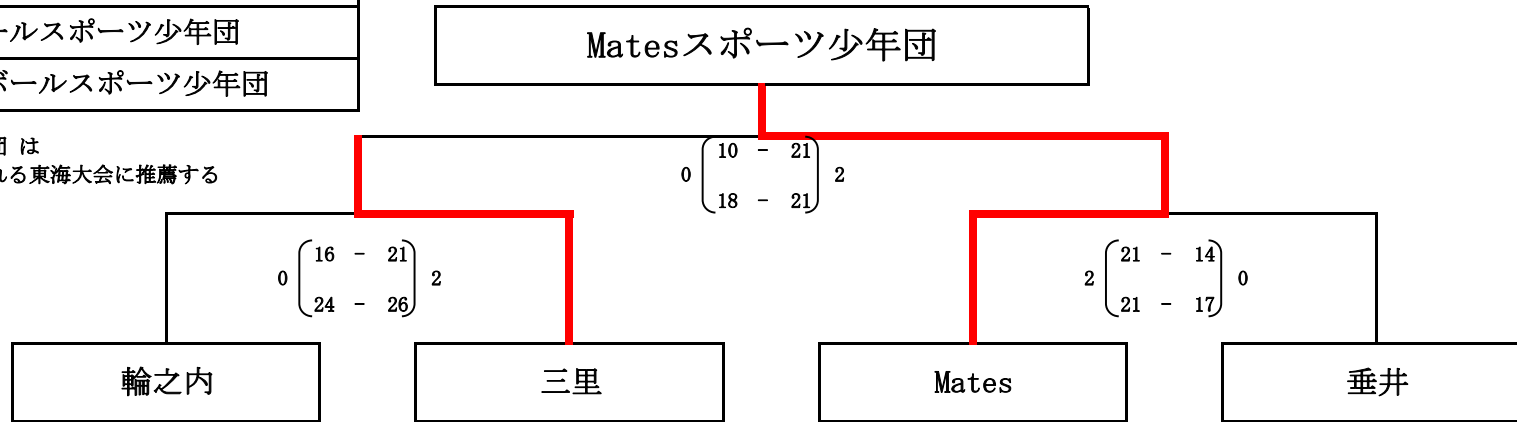 ールスポーツ少年団
Matesスポーツ少年団
ボールスポーツ少年団
団 は
れる東海大会に推薦する
10 - 21
0 2
18 - 21
16 - 21
0 2
24 - 26
21 - 14
2 0
21 - 17
輪之内
三里
Mates
垂井